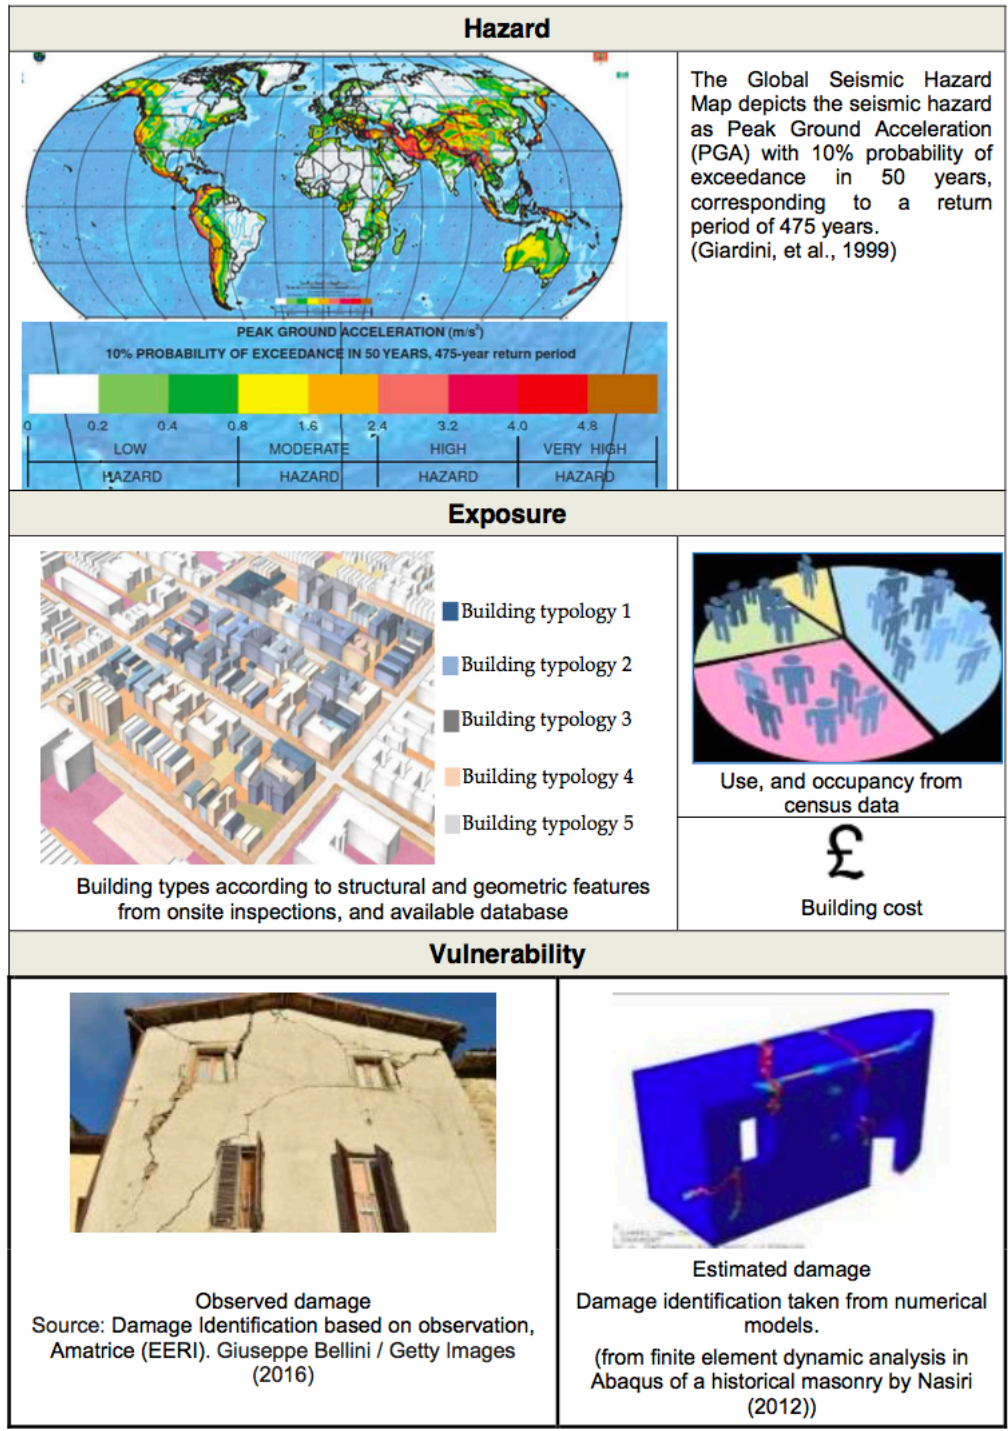 Hazard
The Global Seismic Hazard
Map depicts the seismic hazard
as Peak Ground Acceleration
(PGA) with 10% probability of
exceedance in 50 years,
corresponding to a return
period of 475 years.
(Giardini, et al., 1999)
PEAK GROUND ACCELERATION (m/s²)
10% PROBABILITY OF EXCEEDANCE IN 50 YEARS, 475-year return period
0 0.2 0.4 0.8 1.6 2.4 3.2 4.0 4.8
LOW MODERATE HIGH VERY HIGH
HAZARD HAZARD HAZARD HAZARD
Exposure
Building typology 1
Building typology 2
Building typology 3
Building typology 4
Building typology 5
Building types according to structural and geometric features
from onsite inspections, and available database
Use, and occupancy from
census data
£
Building cost
Vulnerability
Observed damage
Source: Damage Identification based on observation,
Amatrice (EERI). Giuseppe Bellini / Getty Images
(2016)
Estimated damage
Damage identification taken from numerical
models.
(from finite element dynamic analysis in
Abaqus of a historical masonry by Nasiri
(2012))